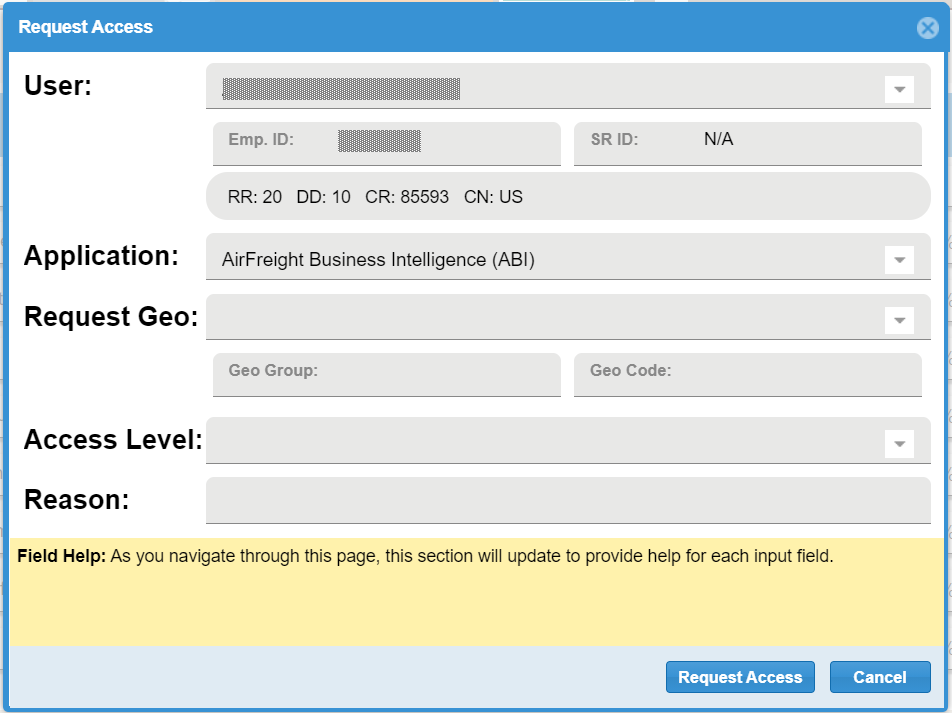 Request Access
User:
Emp. ID: SR ID: N/A
RR: 20 DD: 10 CR: 85593 CN: US
Application: AirFreight Business Intelligence (ABI)
Request Geo:
Geo Group: Geo Code:
Access Level:
Reason:
Field Help: As you navigate through this page, this section will update to provide help for each input field.
Request Access Cancel